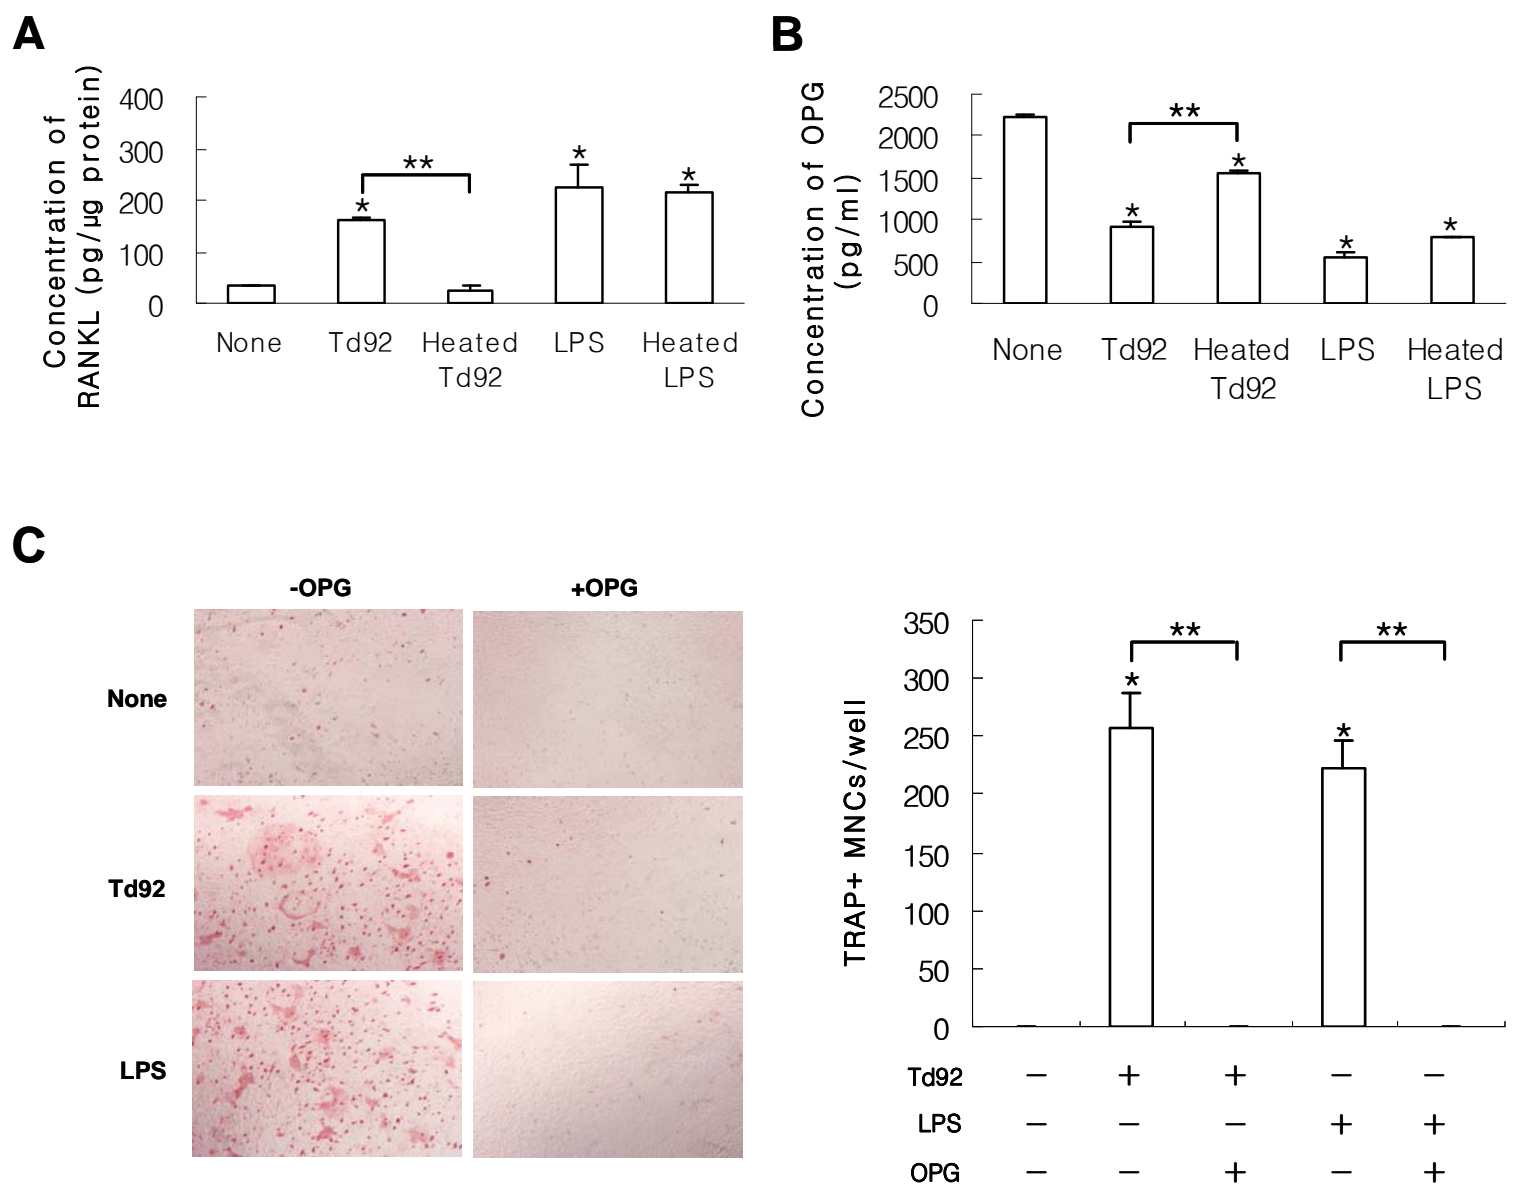 A
Concentration of
RANKL (pg/μg protein)
400
300
200
100
0
*
**
*
*
None
Td92
Heated
Td92
LPS
Heated
LPS
B
Concentration of OPG
(pg/ml)
2500
2000
1500
1000
500
0
*
**
*
*
*
None
Td92
Heated
Td92
LPS
Heated
LPS
C
-OPG
+OPG
None
Td92
LPS
TRAP+ MNCs/well
350
300
250
200
150
100
50
0
**
*
**
*
Td92 − + + − −
LPS − − − + +
OPG − − + − +